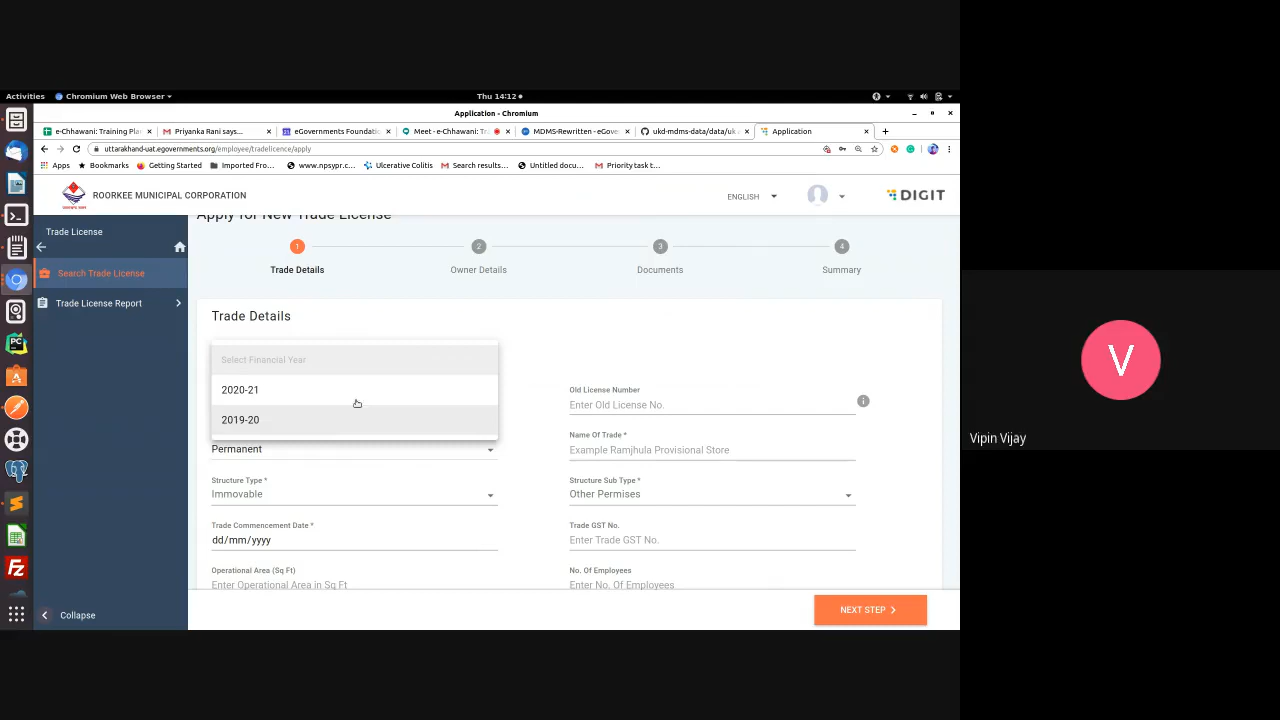 Activities
Chromium Web Browser
Thu 14:12
Application - Chromium
e-Chhawani: Training Pla
Priyanka Rani says...
eGovernments Foundatio
Meet - e-Chhawani: Tr
MDMS-Rewritten - eGove
ukd-mdms-data/data/uk
Application
uttarakhand-uat.egovernments.org/employee/tradelicence/apply
Apps
Bookmarks
Getting Started
Imported Fro...
www.npsypr.c...
Ulcerative Colitis
Search results...
Untitled docu...
Priority task t...
ROORKEE MUNICIPAL CORPORATION
ENGLISH
DIGIT
Trade License
Search Trade License
Trade License Report
Collapse
Apply for New Trade License
1
2
3
4
Trade Details
Owner Details
Documents
Summary
Trade Details
Select Financial Year
2020-21
2019-20
Old License Number
Enter Old License No.
Permanent
Name Of Trade *
Example Ramjhula Provisional Store
Structure Type *
Immovable
Structure Sub Type *
Other Permises
Trade Commencement Date *
dd/mm/yyyy
Trade GST No.
Enter Trade GST No.
Operational Area (Sq Ft)
Enter Operational Area in Sq Ft
No. Of Employees
Enter No. Of Employees
NEXT STEP
V
Vipin Vijay